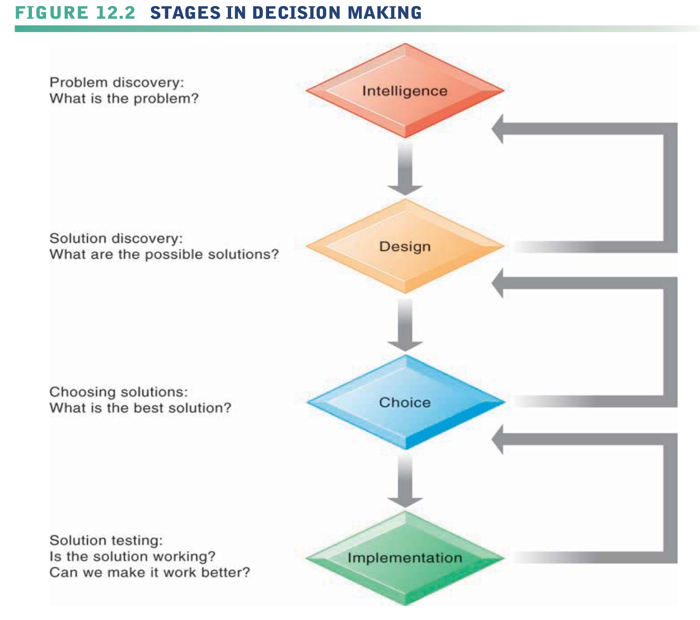 FIGURE 12.2 STAGES IN DECISION MAKING
Problem discovery:
What is the problem?
Intelligence
Solution discovery:
What are the possible solutions?
Design
Choosing solutions:
What is the best solution?
Choice
Solution testing:
Is the solution working?
Can we make it work better?
Implementation